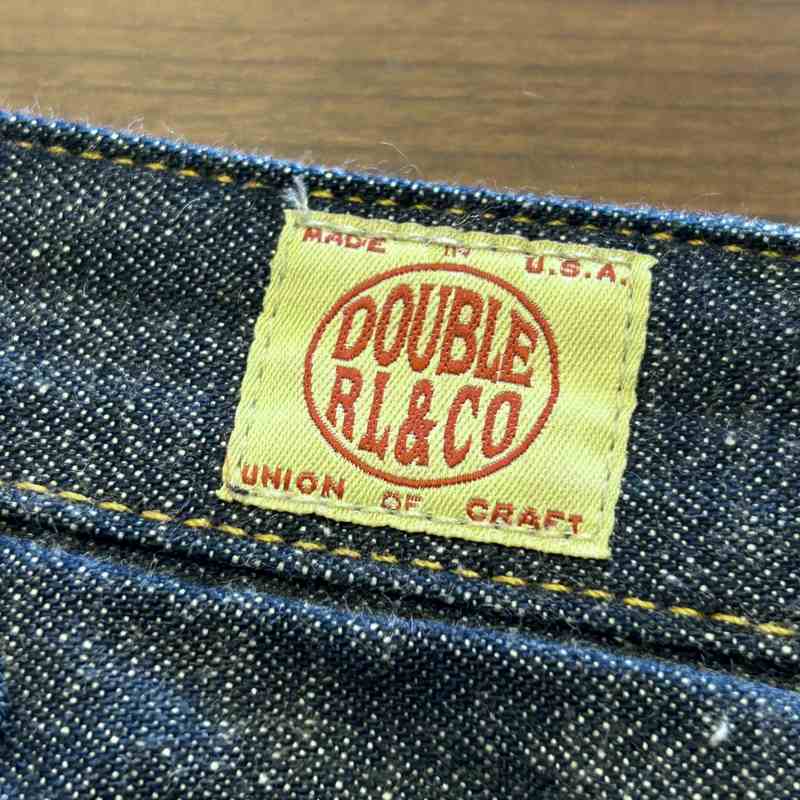 MADE IN U.S.A.
DOUBLE
RL&CO
UNION OF CRAFT